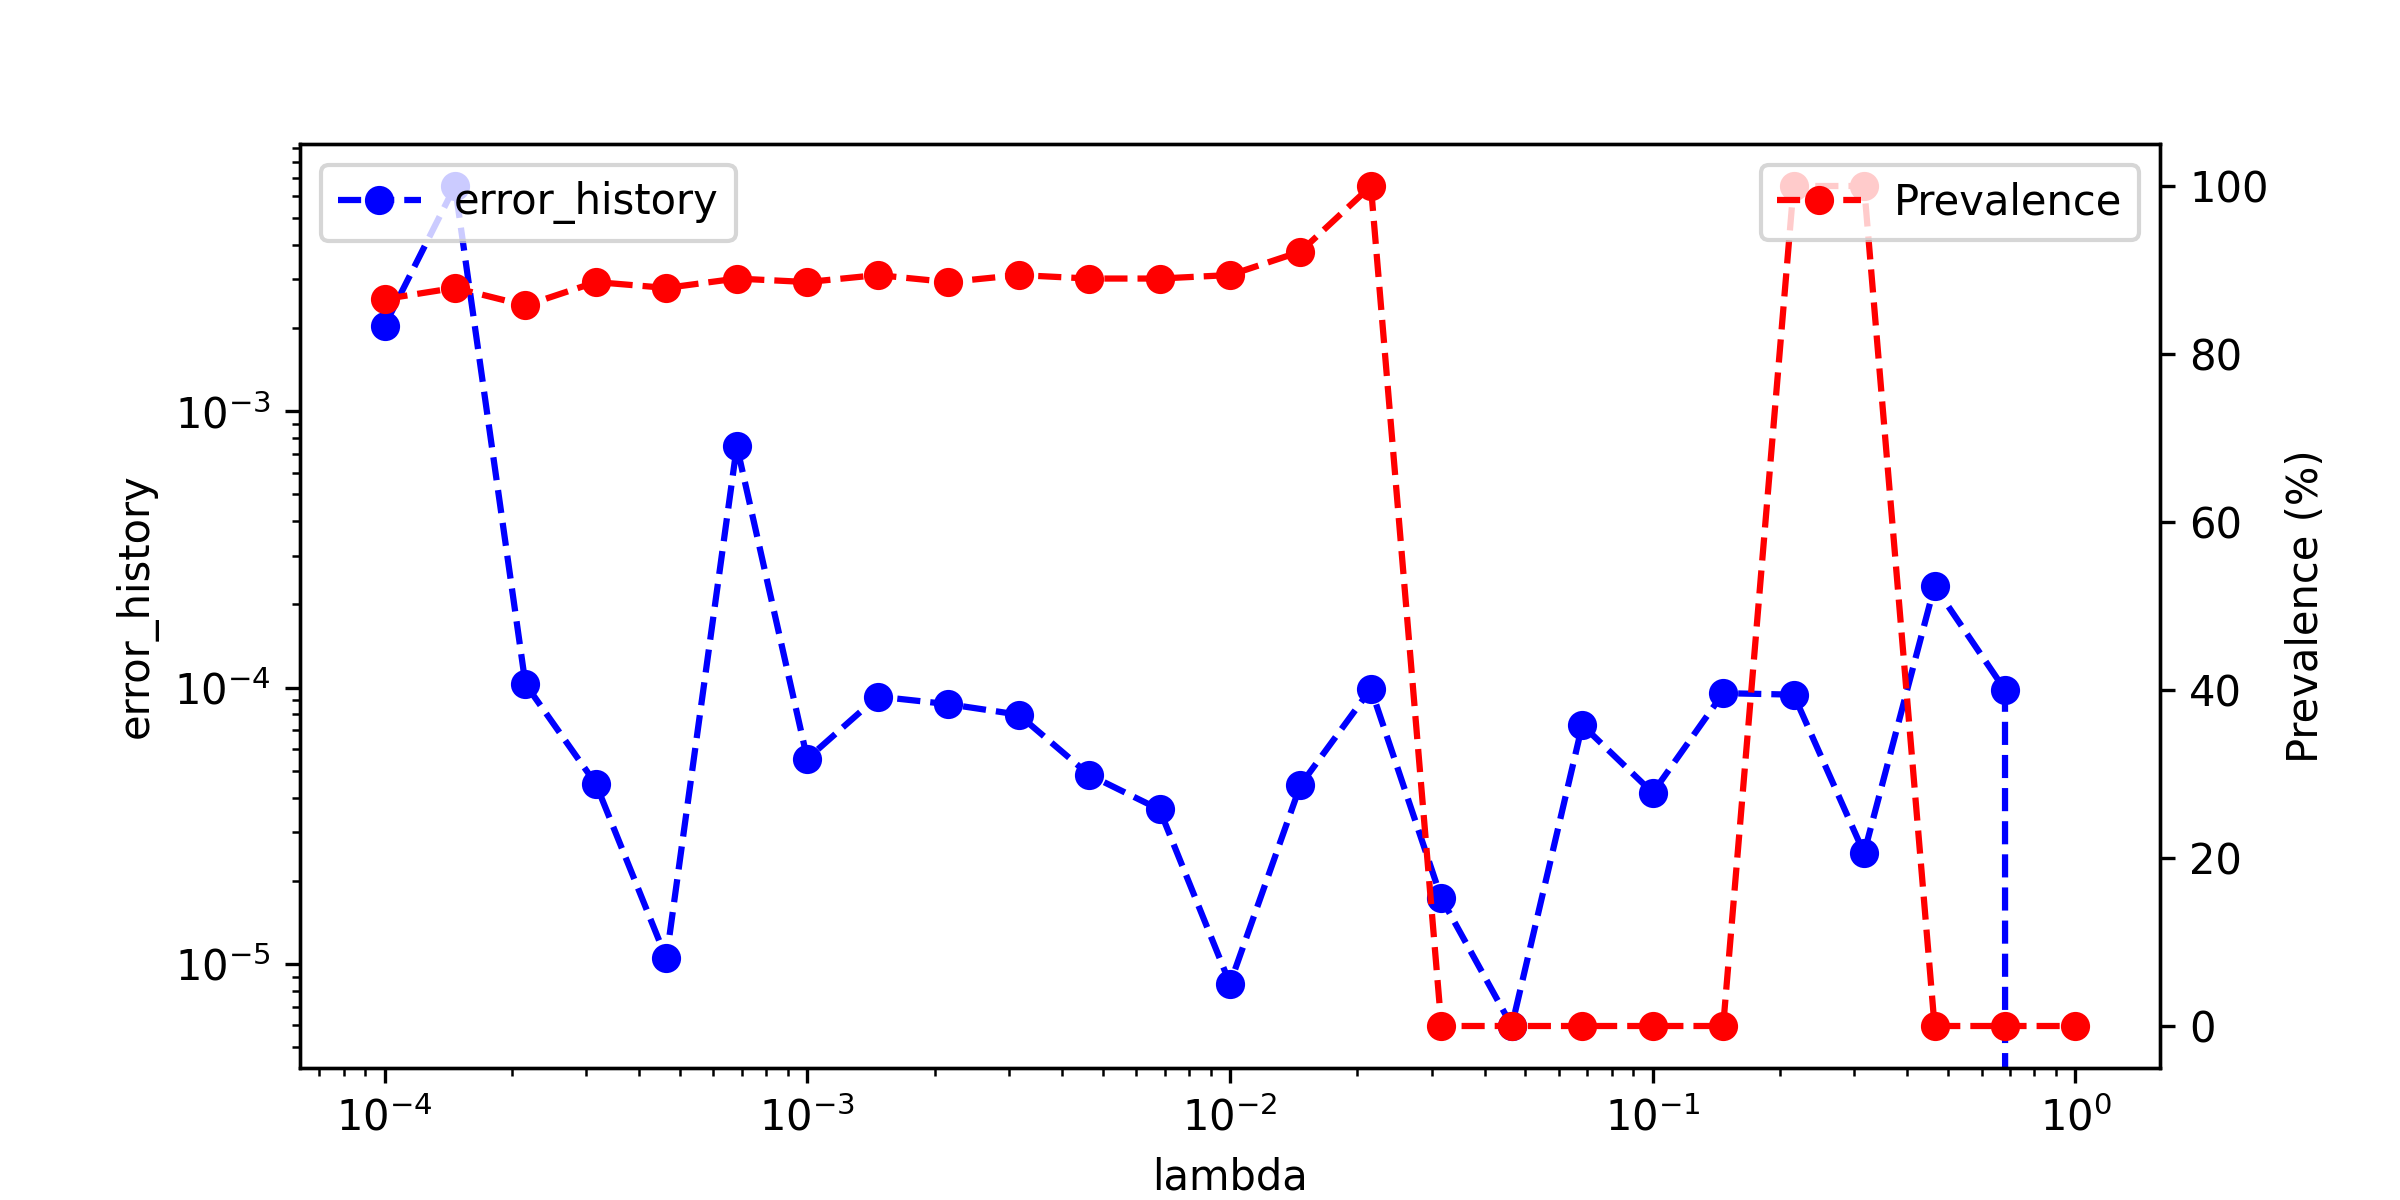 error_history
Prevalence
10⁻³
10⁻⁴
10⁻⁵
error_history
100
80
60
40
20
0
Prevalence (%)
10⁻⁴ 10⁻³ 10⁻² 10⁻¹ 10⁰
lambda